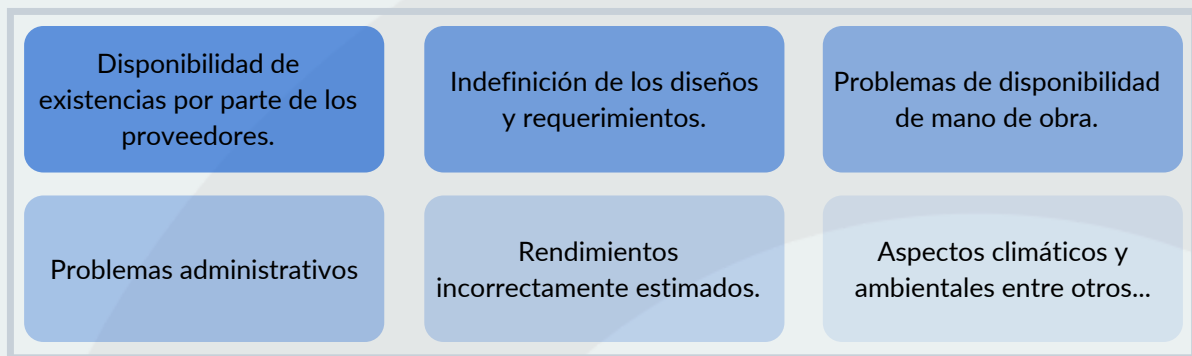 Disponibilidad de
existencias por parte de los
proveedores.
Indefinición de los diseños
y requerimientos.
Problemas de disponibilidad
de mano de obra.
Problemas administrativos
Rendimientos
incorrectamente estimados.
Aspectos climáticos y
ambientales entre otros...